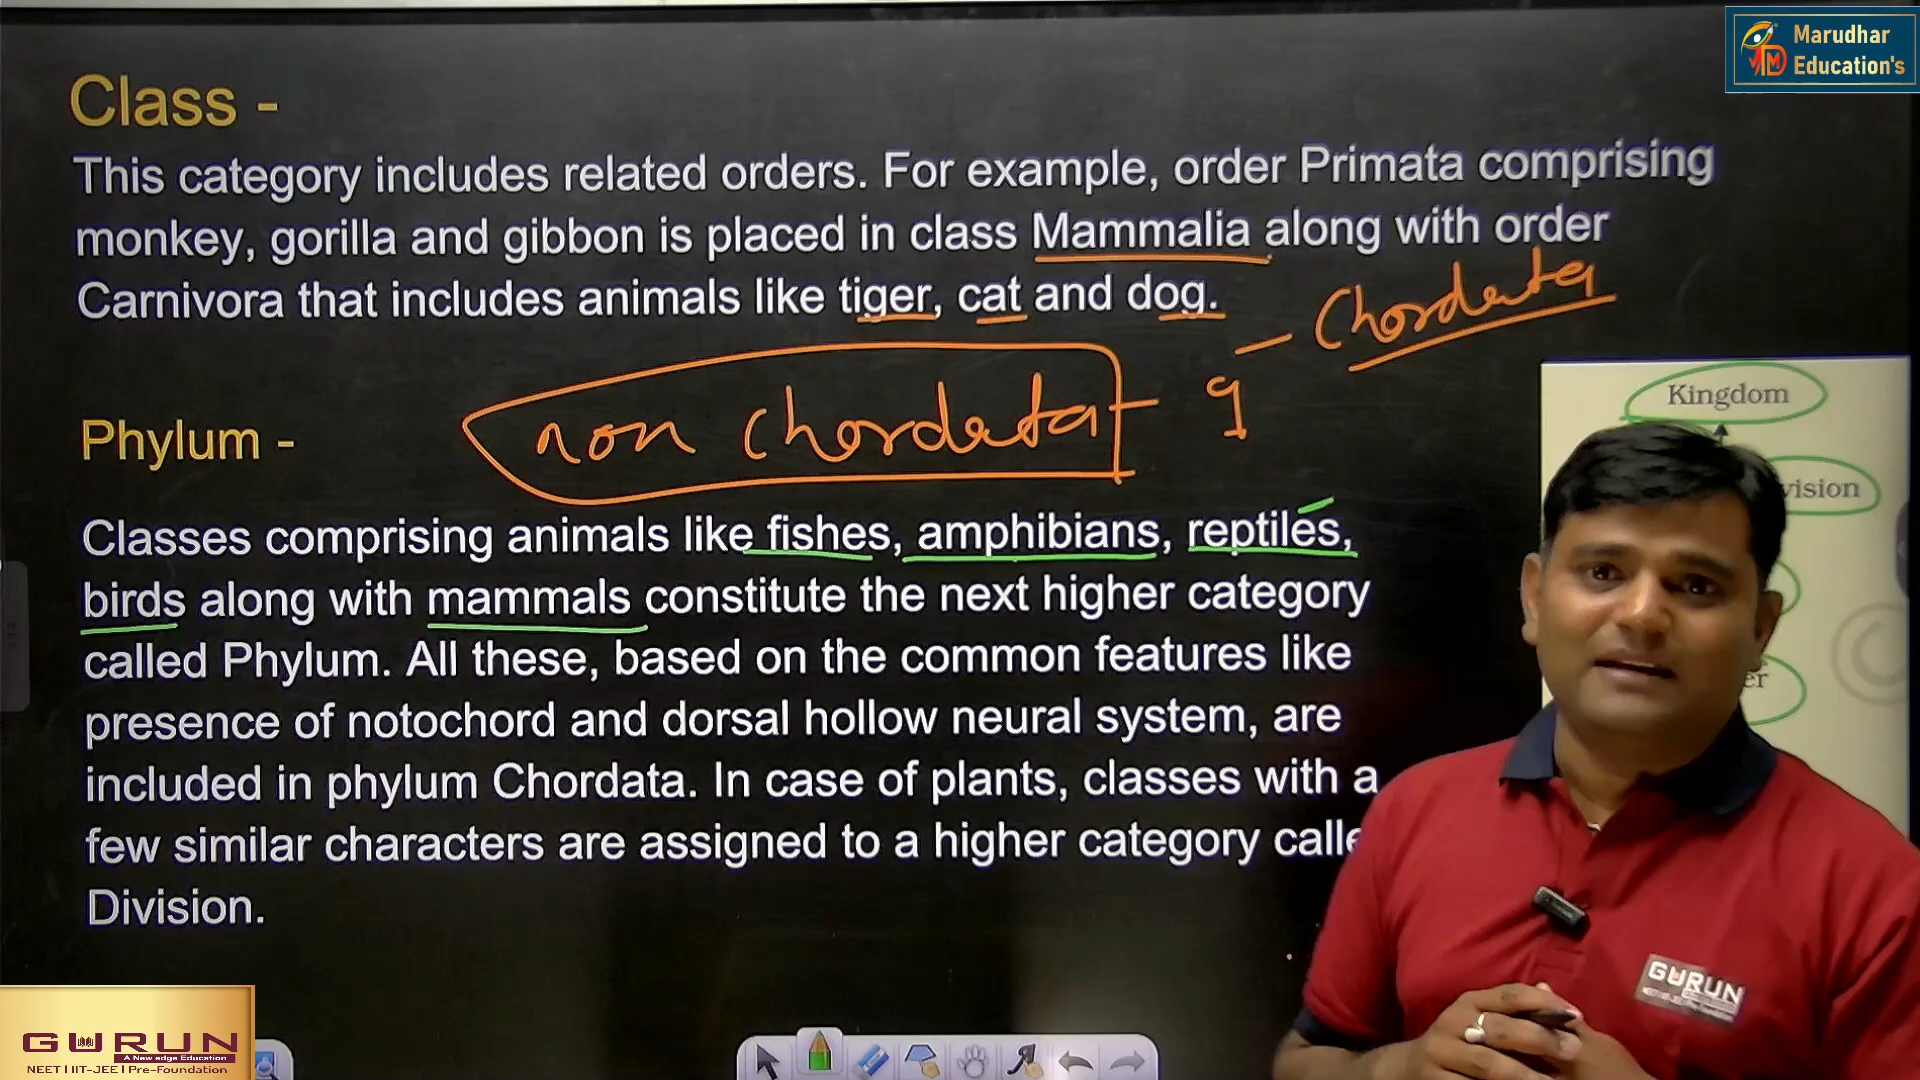 Marudhar
Education's
Class -
This category includes related orders. For example, order Primata comprising
monkey, gorilla and gibbon is placed in class Mammalia along with order
Carnivora that includes animals like tiger, cat and dog.
- Chordata
non chordata - 9
Kingdom
Phylum -
vision
Classes comprising animals like fishes, amphibians, reptiles,
birds along with mammals constitute the next higher category
called Phylum. All these, based on the common features like
er
presence of notochord and dorsal hollow neural system, are
included in phylum Chordata. In case of plants, classes with a
few similar characters are assigned to a higher category calle
Division.
GURUN
GURUN
A New edge Education
NEET | IIT-JEE | Pre-Foundation